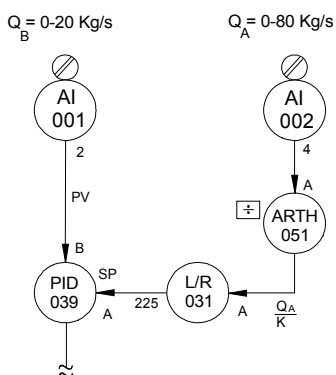 Q_B = 0-20 Kg/s
Q_A = 0-80 Kg/s
AI
001
AI
002
2
4
PV
A
÷
ARTH
051
B
SP
PID
039
A
225
L/R
031
A
Q_A
K